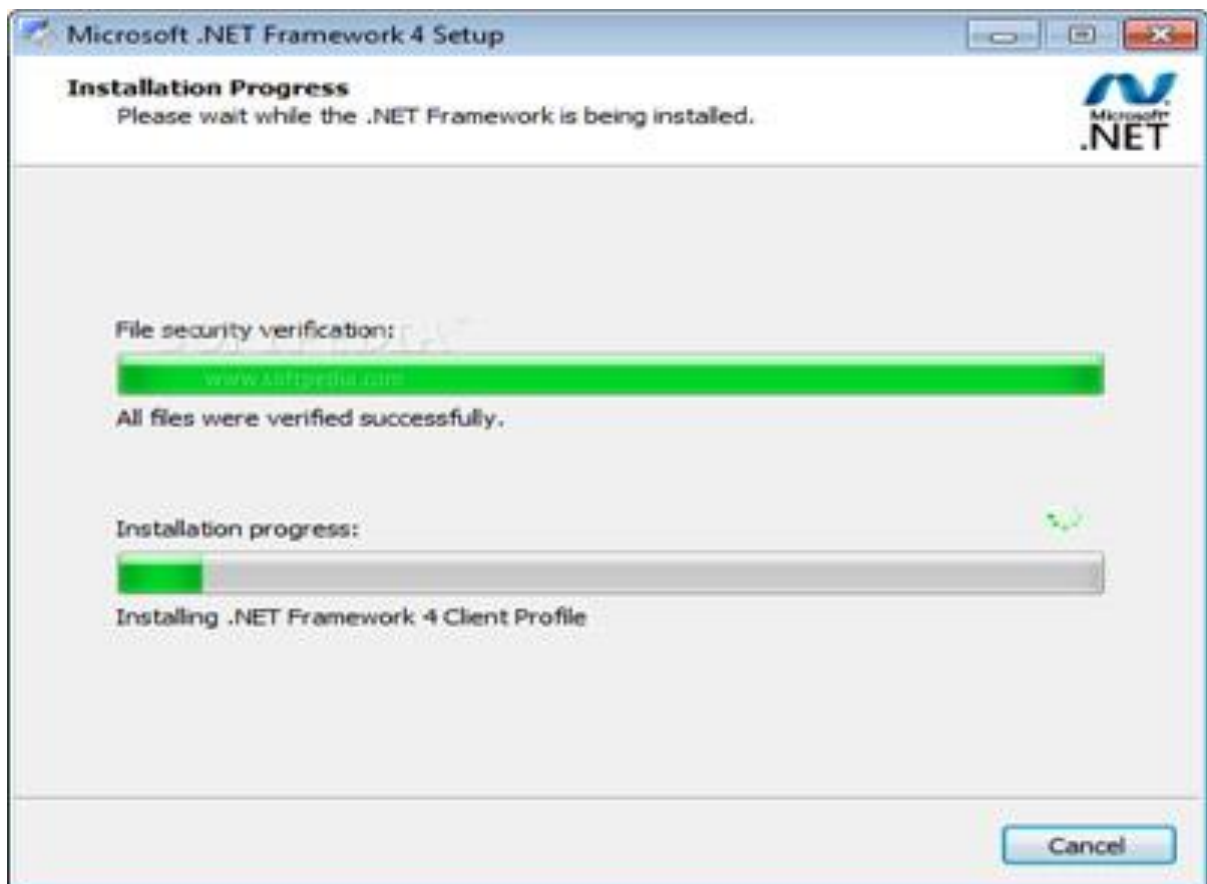 Microsoft .NET Framework 4 Setup
Installation Progress
Please wait while the .NET Framework is being installed.
Microsoft
.NET
File security verification:
SOFTPEDIA
www.softpedia.com
All files were verified successfully.
Installation progress:
Installing .NET Framework 4 Client Profile
Cancel